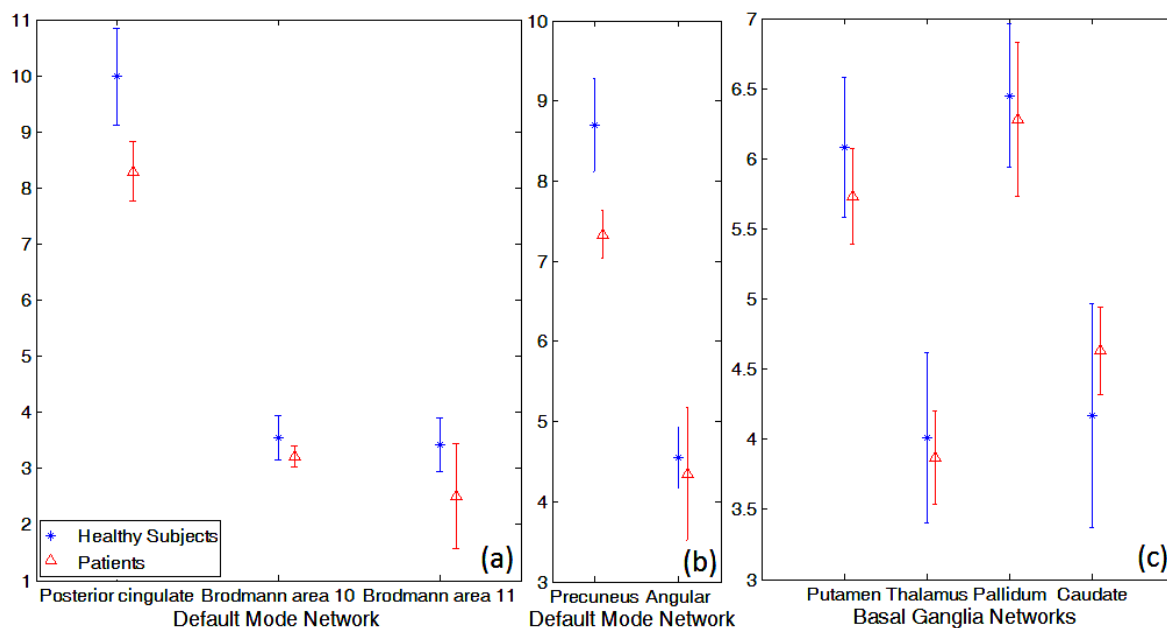 11
10
9
8
7
6
5
4
3
2
1
Healthy Subjects
Patients
(a)
Posterior cingulate Brodmann area 10 Brodmann area 11
Default Mode Network
10
9
8
7
6
5
4
3
(b)
Precuneus Angular
Default Mode Network
7
6.5
6
5.5
5
4.5
4
3.5
3
(c)
Putamen Thalamus Pallidum Caudate
Basal Ganglia Networks